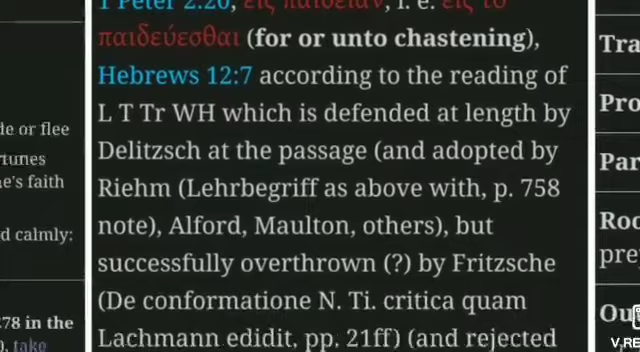 1 Peter 2:20, εἰς παιδείαν, i. e. εἰς τό
παιδεύεσθαι (for or unto chastening),
Hebrews 12:7 according to the reading of
L T Tr WH which is defended at length by
Delitzsch at the passage (and adopted by
Riehm (Lehrbegriff as above with, p. 758
note), Alford, Maulton, others), but
successfully overthrown (?) by Fritzsche
(De conformatione N. Ti. critica quam
Lachmann edidit, pp. 21ff) (and rejected
de or flee
rtunes
e's faith
d calmly:
278 in the
), take
Tra
Pro
Par
Roc
pre
Ou
V.RE